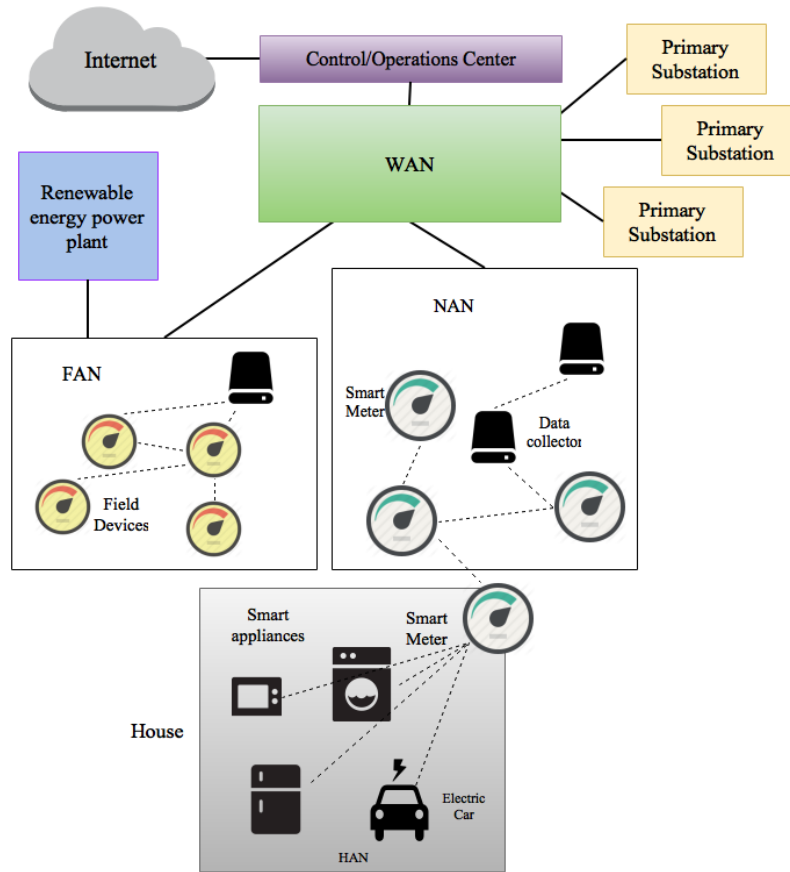 Internet
Control/Operations Center
Primary
Substation
WAN
Primary
Substation
Renewable
energy power
plant
Primary
Substation
NAN
FAN
Smart
Meter
Data
collector
Field
Devices
Smart
appliances
Smart
Meter
House
Electric
Car
HAN